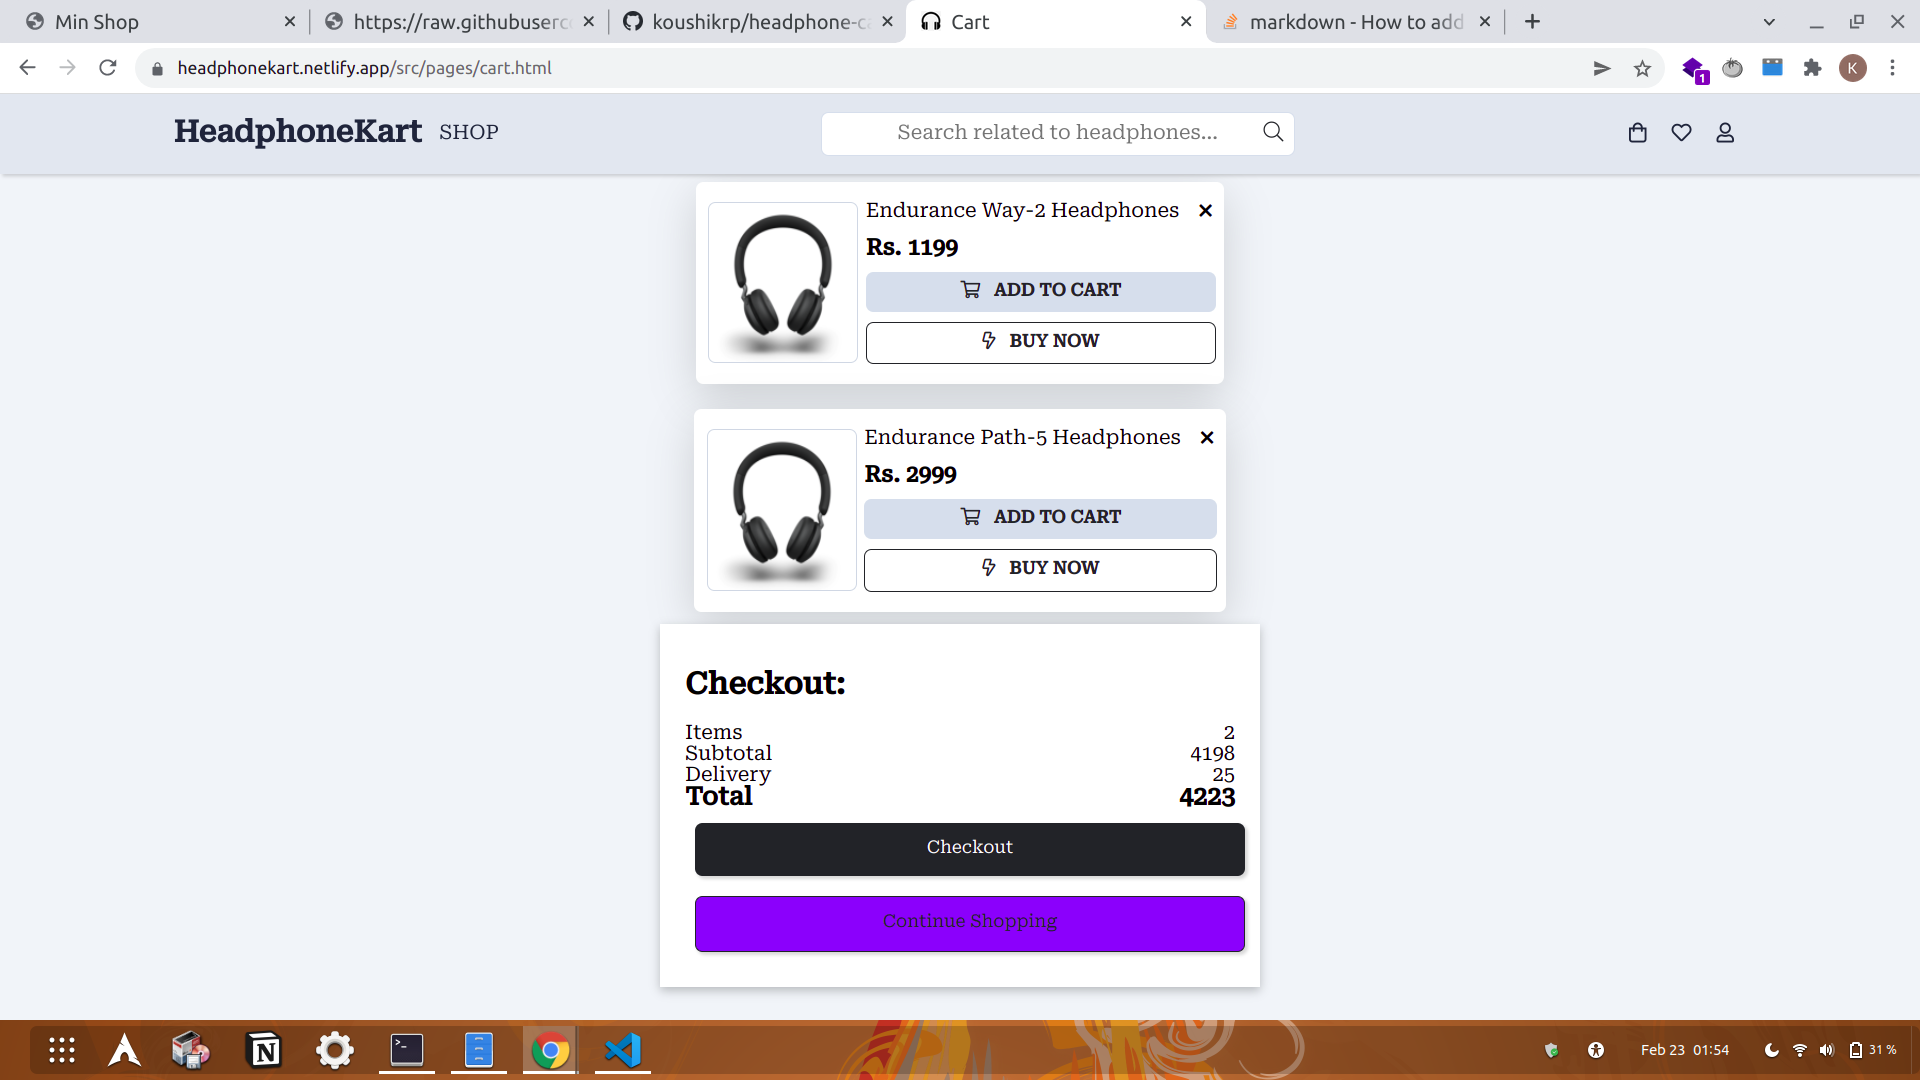 Min Shop
https://raw.githubuserc
koushikrp/headphone-c
Cart
markdown - How to add
headphonekart.netlify.app/src/pages/cart.html
1
K
HeadphoneKart SHOP
Search related to headphones...
Endurance Way-2 Headphones
Rs. 1199
ADD TO CART
BUY NOW
Endurance Path-5 Headphones
Rs. 2999
ADD TO CART
BUY NOW
Checkout:
Items 2
Subtotal 4198
Delivery 25
Total 4223
Checkout
Continue Shopping
Feb 23 01:54
31 %